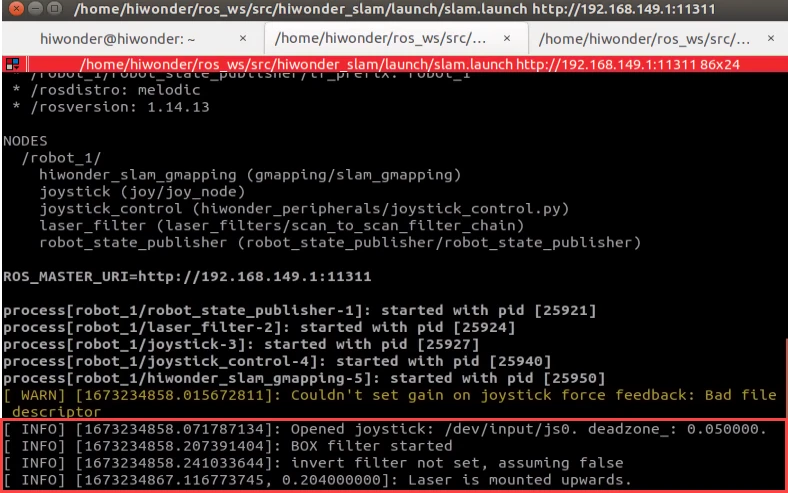 /home/hiwonder/ros_ws/src/hiwonder_slam/launch/slam.launch http://192.168.149.1:11311
hiwonder@hiwonder: ~ × /home/hiwonder/ros_ws/src/... × /home/hiwonder/ros_ws/src/... ×
/home/hiwonder/ros_ws/src/hiwonder_slam/launch/slam.launch http://192.168.149.1:11311 86x24
* /robot_1/robot_state_publisher/tf_prefix: robot_1
* /rosdistro: melodic
* /rosversion: 1.14.13
NODES
/robot_1/
hiwonder_slam_gmapping (gmapping/slam_gmapping)
joystick (joy/joy_node)
joystick_control (hiwonder_peripherals/joystick_control.py)
laser_filter (laser_filters/scan_to_scan_filter_chain)
robot_state_publisher (robot_state_publisher/robot_state_publisher)
ROS_MASTER_URI=http://192.168.149.1:11311
process[robot_1/robot_state_publisher-1]: started with pid [25921]
process[robot_1/laser_filter-2]: started with pid [25924]
process[robot_1/joystick-3]: started with pid [25927]
process[robot_1/joystick_control-4]: started with pid [25940]
process[robot_1/hiwonder_slam_gmapping-5]: started with pid [25950]
[ WARN] [1673234858.015672811]: Couldn't set gain on joystick force feedback: Bad file
descriptor
[ INFO] [1673234858.071787134]: Opened joystick: /dev/input/js0. deadzone_: 0.050000.
[ INFO] [1673234858.207391404]: BOX filter started
[ INFO] [1673234858.241033644]: invert filter not set, assuming false
[ INFO] [1673234867.116773745, 0.204000000]: Laser is mounted upwards.